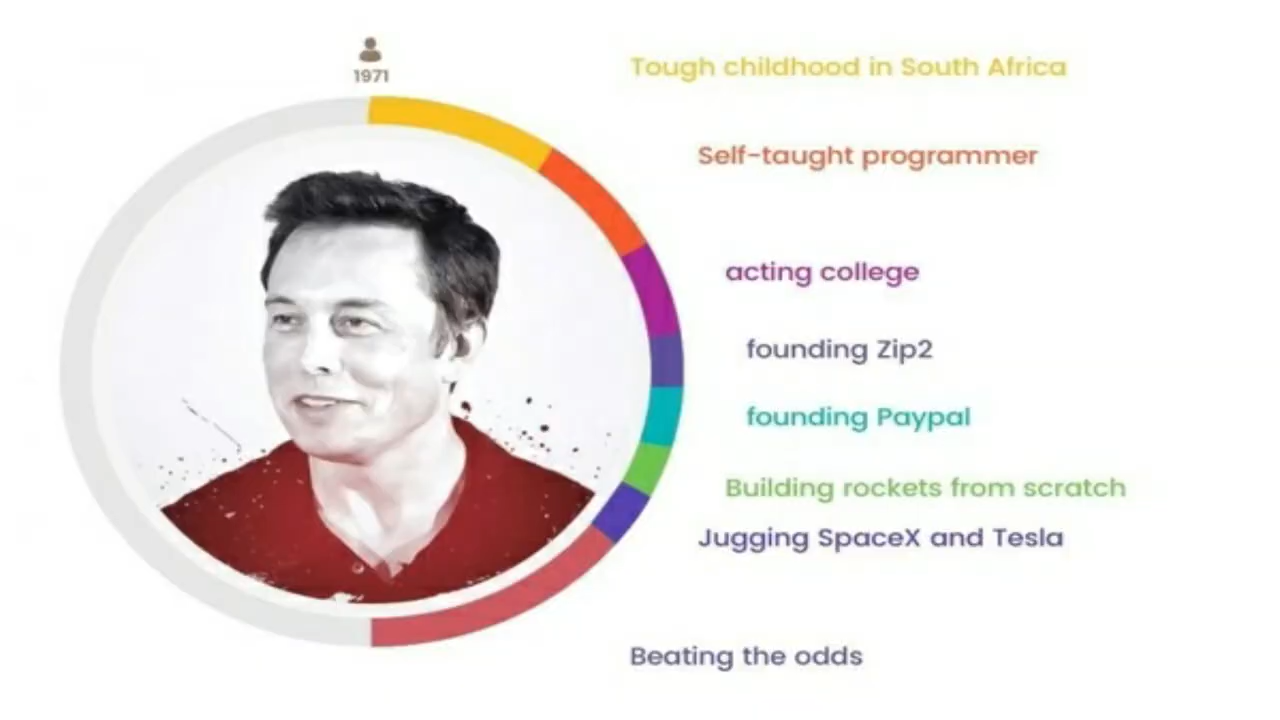 1971
Tough childhood in South Africa
Self-taught programmer
acting college
founding Zip2
founding Paypal
Building rockets from scratch
Jugging SpaceX and Tesla
Beating the odds